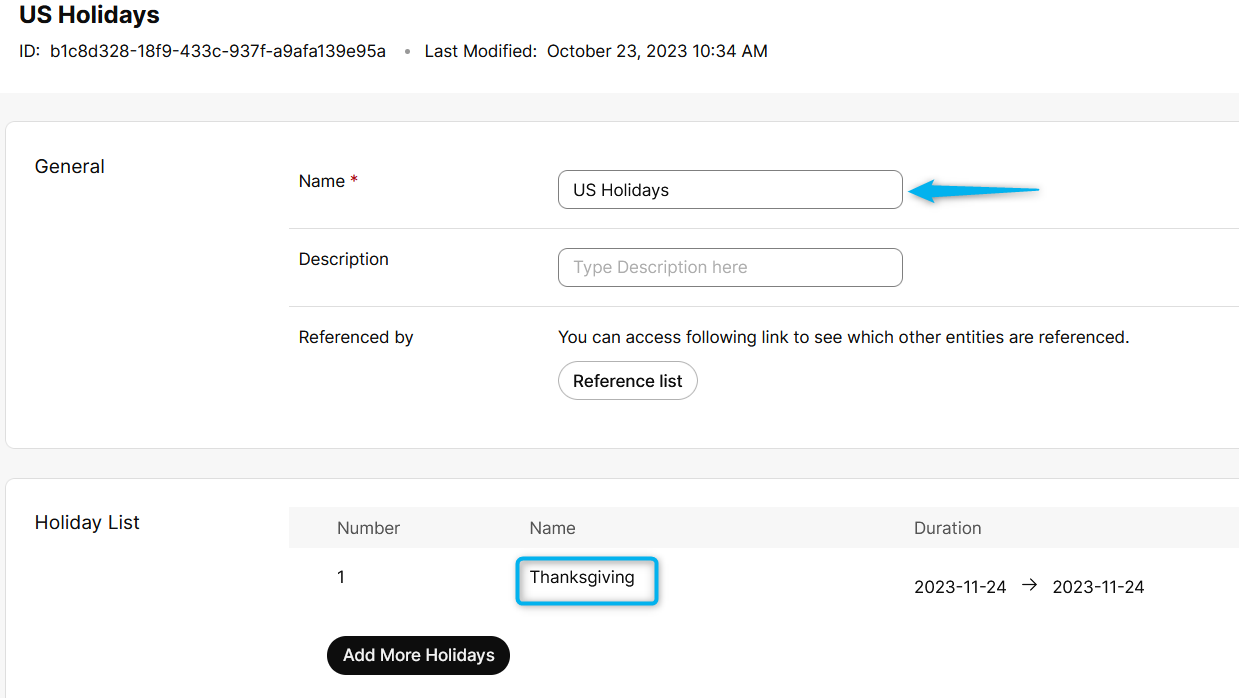 US Holidays
ID: b1c8d328-18f9-433c-937f-a9afa139e95a • Last Modified: October 23, 2023 10:34 AM
General
Name *
US Holidays
Description
Type Description here
Referenced by
You can access following link to see which other entities are referenced.
Reference list
Holiday List
Number Name Duration
1 Thanksgiving 2023-11-24 → 2023-11-24
Add More Holidays